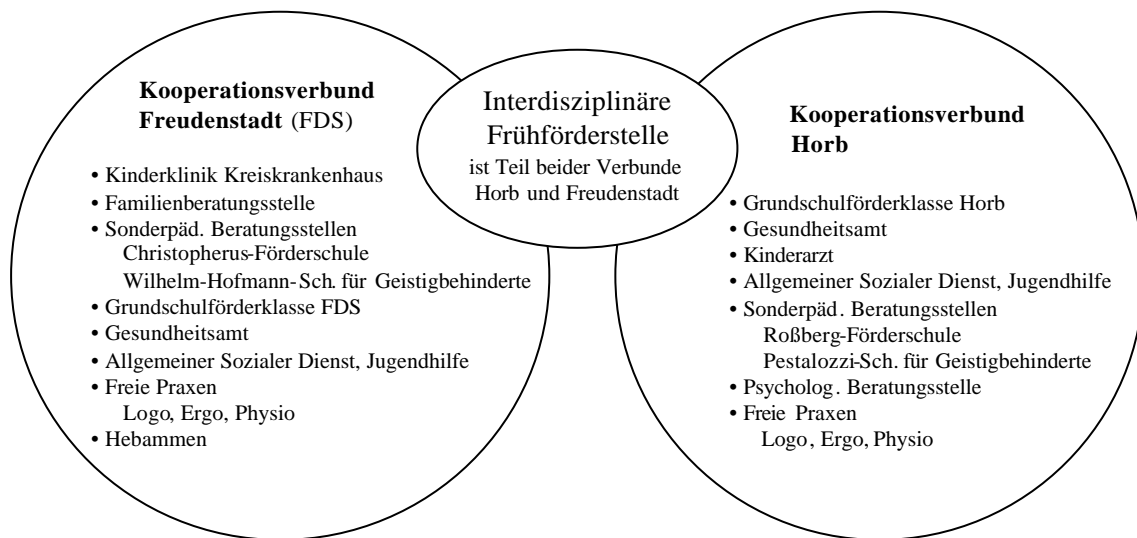 Kooperationsverbund
Freudenstadt (FDS)
• Kinderklinik Kreiskrankenhaus
• Familienberatungsstelle
• Sonderpäd. Beratungsstellen
Christopherus-Förderschule
Wilhelm-Hofmann-Sch. für Geistigbehinderte
• Grundschulförderklasse FDS
• Gesundheitsamt
• Allgemeiner Sozialer Dienst, Jugendhilfe
• Freie Praxen
Logo, Ergo, Physio
• Hebammen
Interdisziplinäre
Frühförderstelle
ist Teil beider Verbunde
Horb und Freudenstadt
Kooperationsverbund
Horb
• Grundschulförderklasse Horb
• Gesundheitsamt
• Kinderarzt
• Allgemeiner Sozialer Dienst, Jugendhilfe
• Sonderpäd. Beratungsstellen
Roßberg-Förderschule
Pestalozzi-Sch. für Geistigbehinderte
• Psycholog. Beratungsstelle
• Freie Praxen
Logo, Ergo, Physio